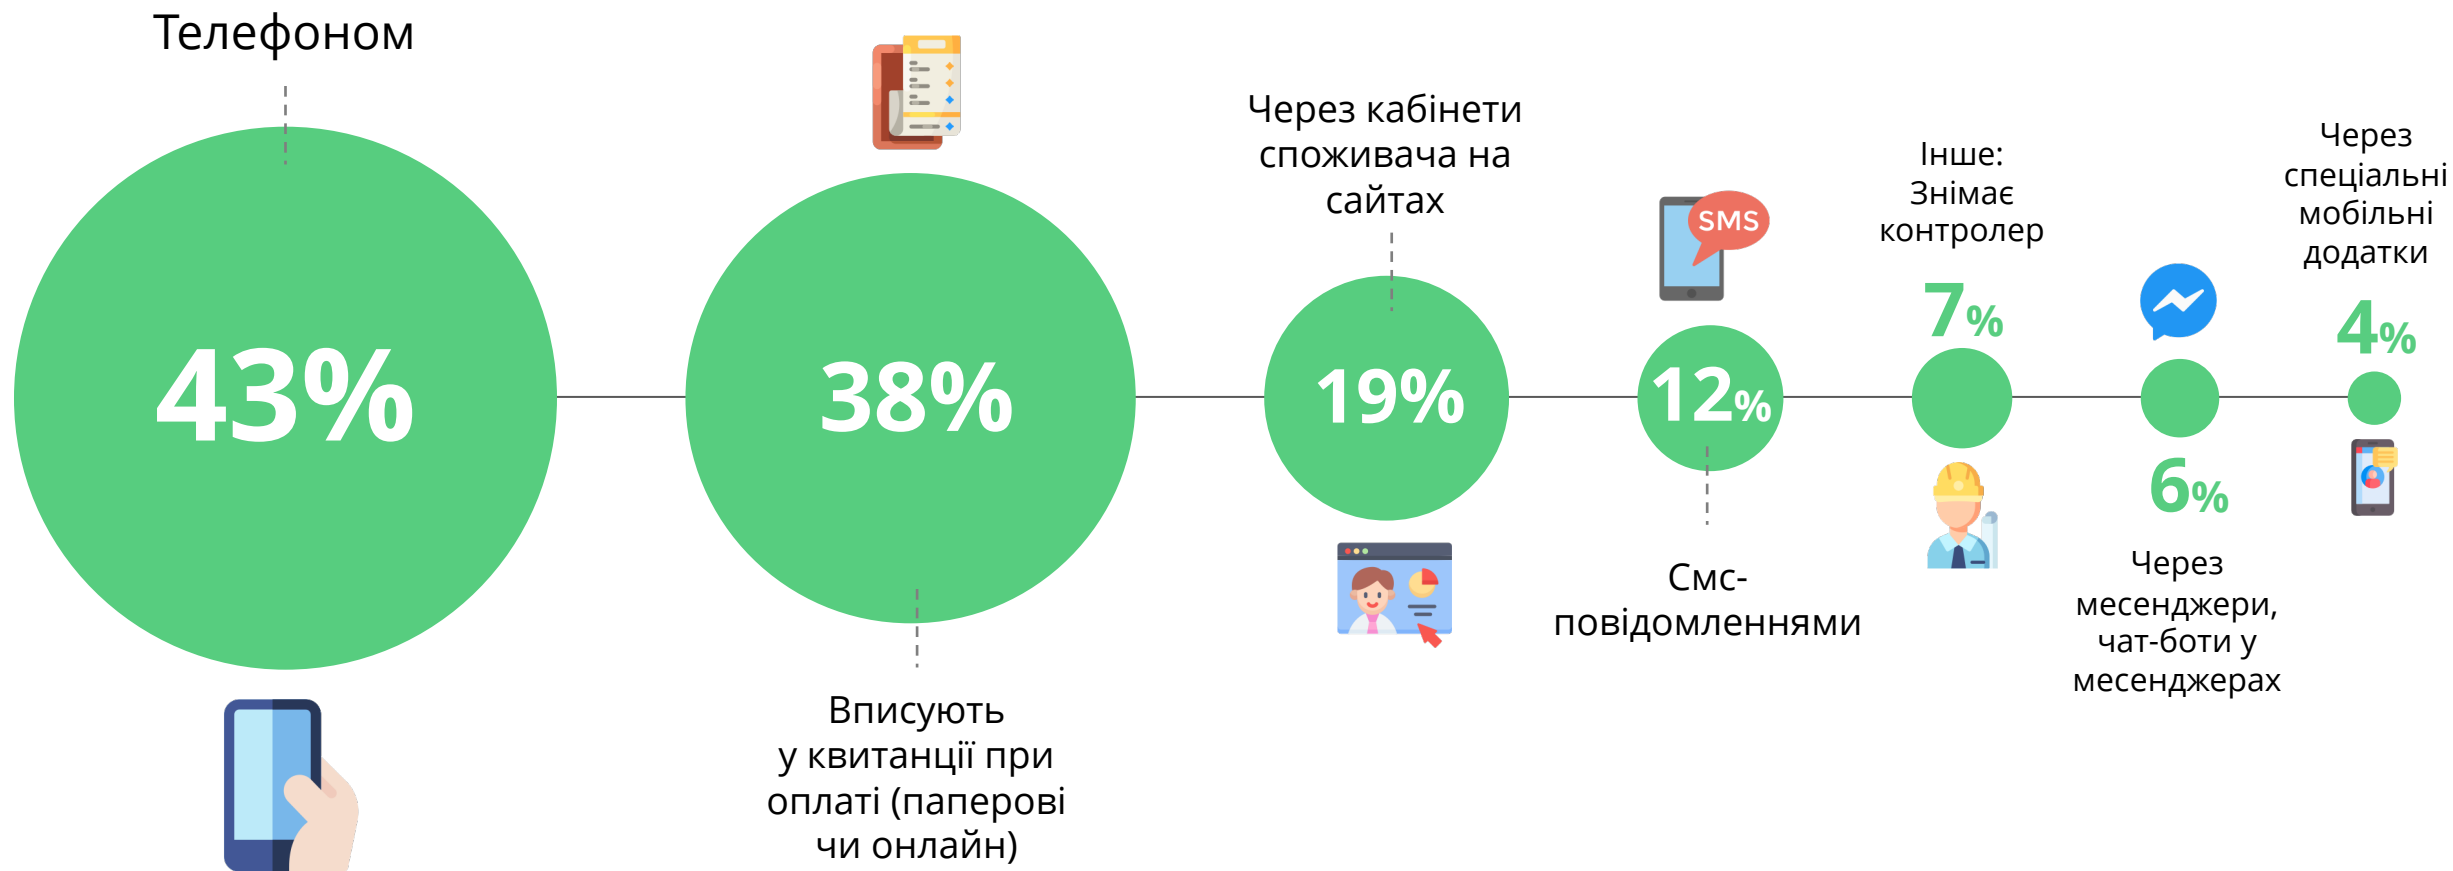 Телефоном
43%
38%
Вписують
у квитанції при
оплаті (паперові
чи онлайн)
Через кабінети
споживача на
сайтах
19%
SMS
12%
Смс-
повідомленнями
Інше:
Знімає
контролер
7%
6%
Через
месенджери,
чат-боти у
месенджерах
Через
спеціальні
мобільні
додатки
4%